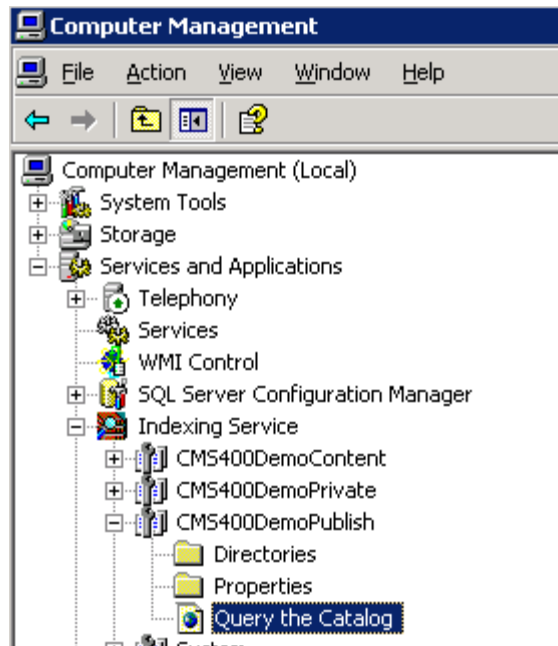 Computer Management
File Action View Window Help
Computer Management (Local)
System Tools
Storage
Services and Applications
Telephony
Services
WMI Control
SQL Server Configuration Manager
Indexing Service
CMS400DemoContent
CMS400DemoPrivate
CMS400DemoPublish
Directories
Properties
Query the Catalog
System